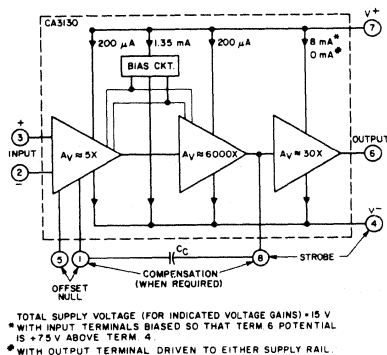 CA3130
V+
7
200 µA
1.35 mA
200 µA
8 mA*
0 mA⌀
BIAS CKT.
+
3
INPUT
2
–
AV ≈ 5X
AV ≈ 6000X
AV ≈ 30X
OUTPUT
6
V–
4
CC
5
1
8
STROBE
OFFSET
NULL
COMPENSATION
(WHEN REQUIRED)
TOTAL SUPPLY VOLTAGE (FOR INDICATED VOLTAGE GAINS) = 15 V
* WITH INPUT TERMINALS BIASED SO THAT TERM 6 POTENTIAL
IS +7.5 V ABOVE TERM 4.
⌀ WITH OUTPUT TERMINAL DRIVEN TO EITHER SUPPLY RAIL.